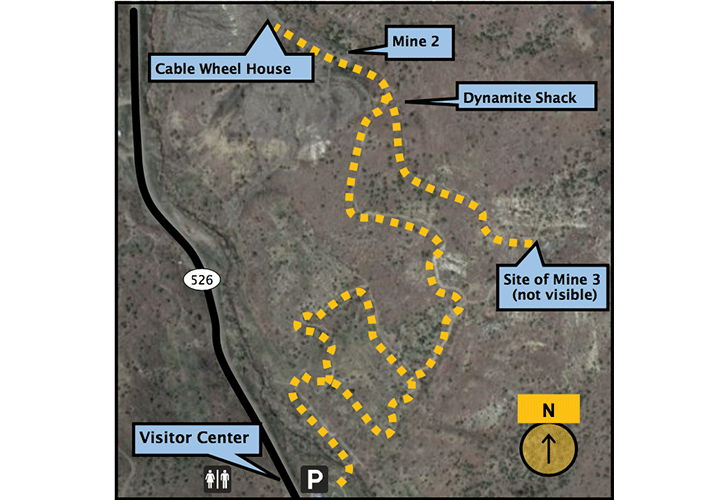 Mine 2
Cable Wheel House
Dynamite Shack
526
Site of Mine 3
(not visible)
N
Visitor Center
P